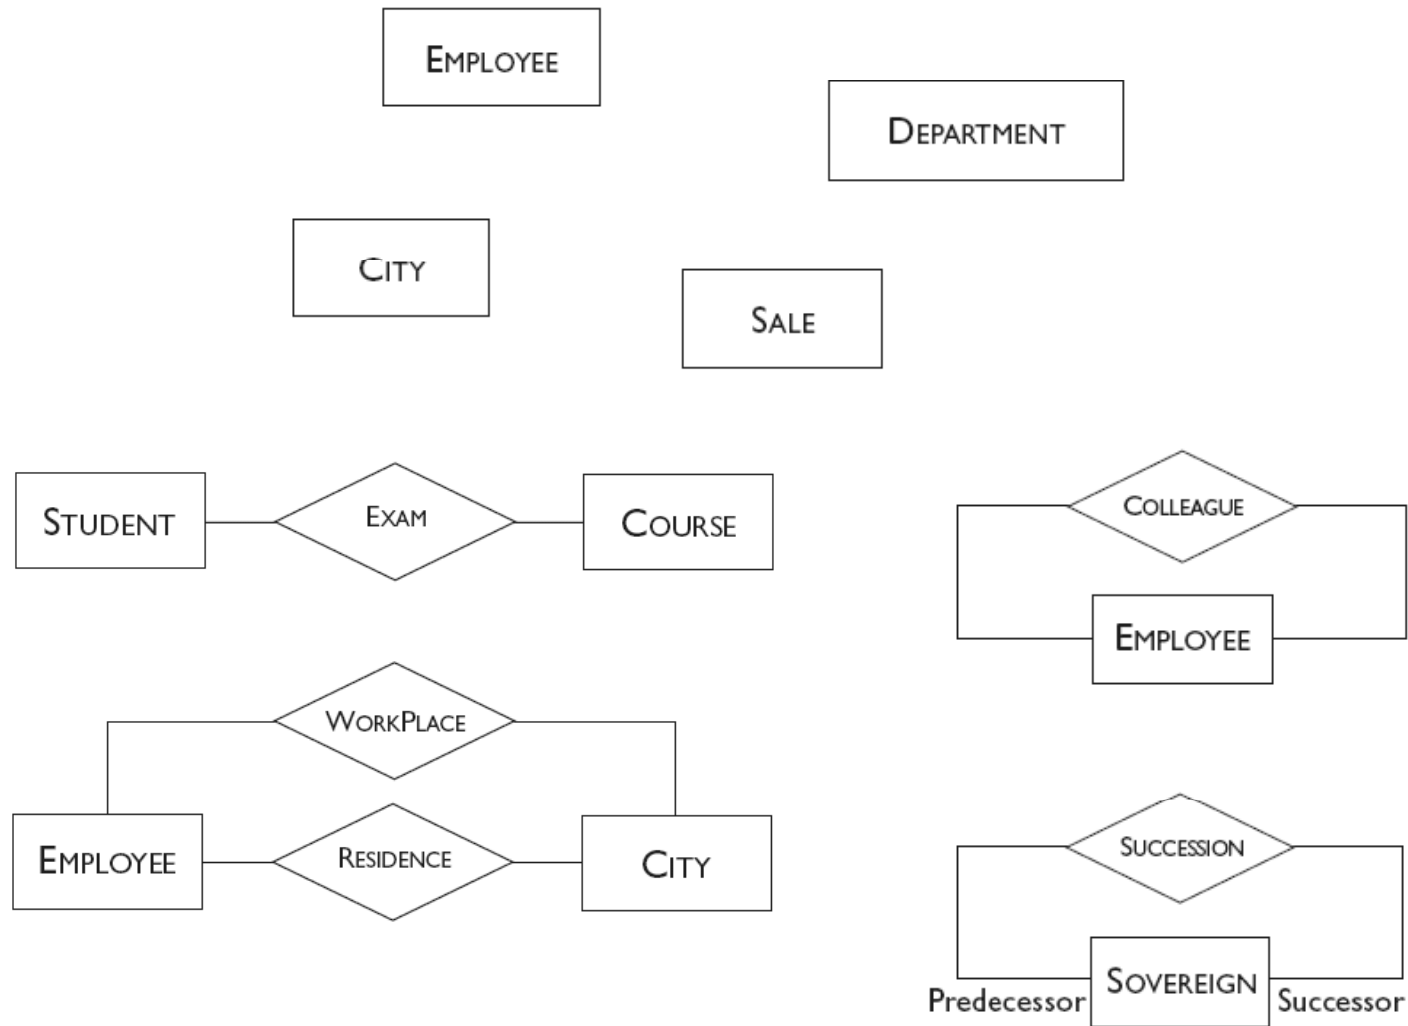 EMPLOYEE
DEPARTMENT
CITY
SALE
STUDENT
EXAM
COURSE
COLLEAGUE
EMPLOYEE
WORKPLACE
EMPLOYEE
RESIDENCE
CITY
SUCCESSION
SOVEREIGN
Predecessor
Successor